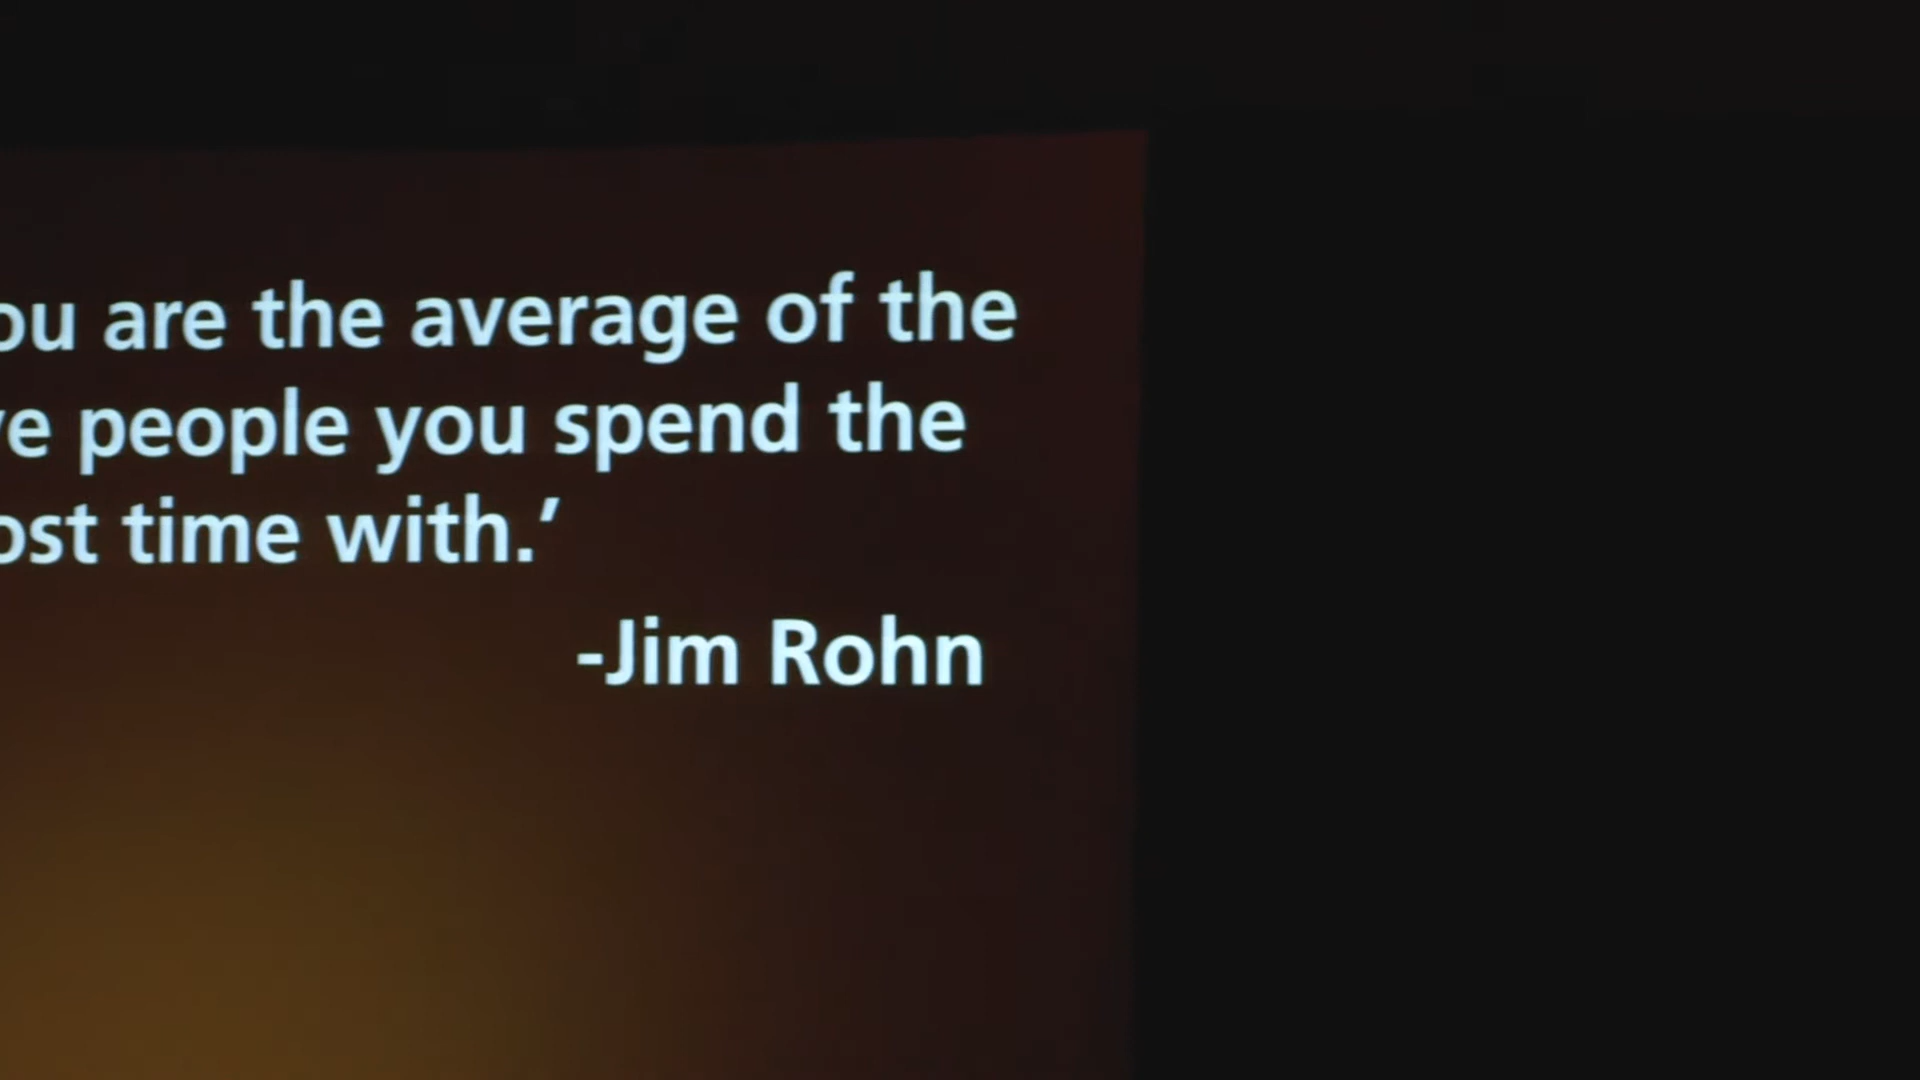 ou are the average of the
ve people you spend the
ost time with.’
-Jim Rohn